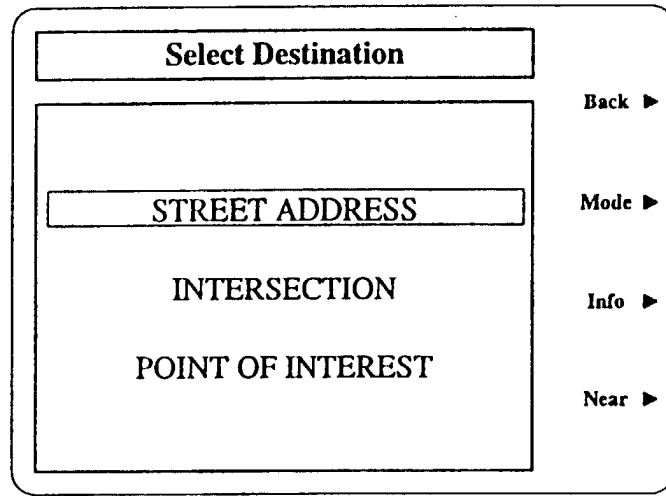 Select Destination
Back ►
STREET ADDRESS
Mode ►
INTERSECTION
Info ►
POINT OF INTEREST
Near ►